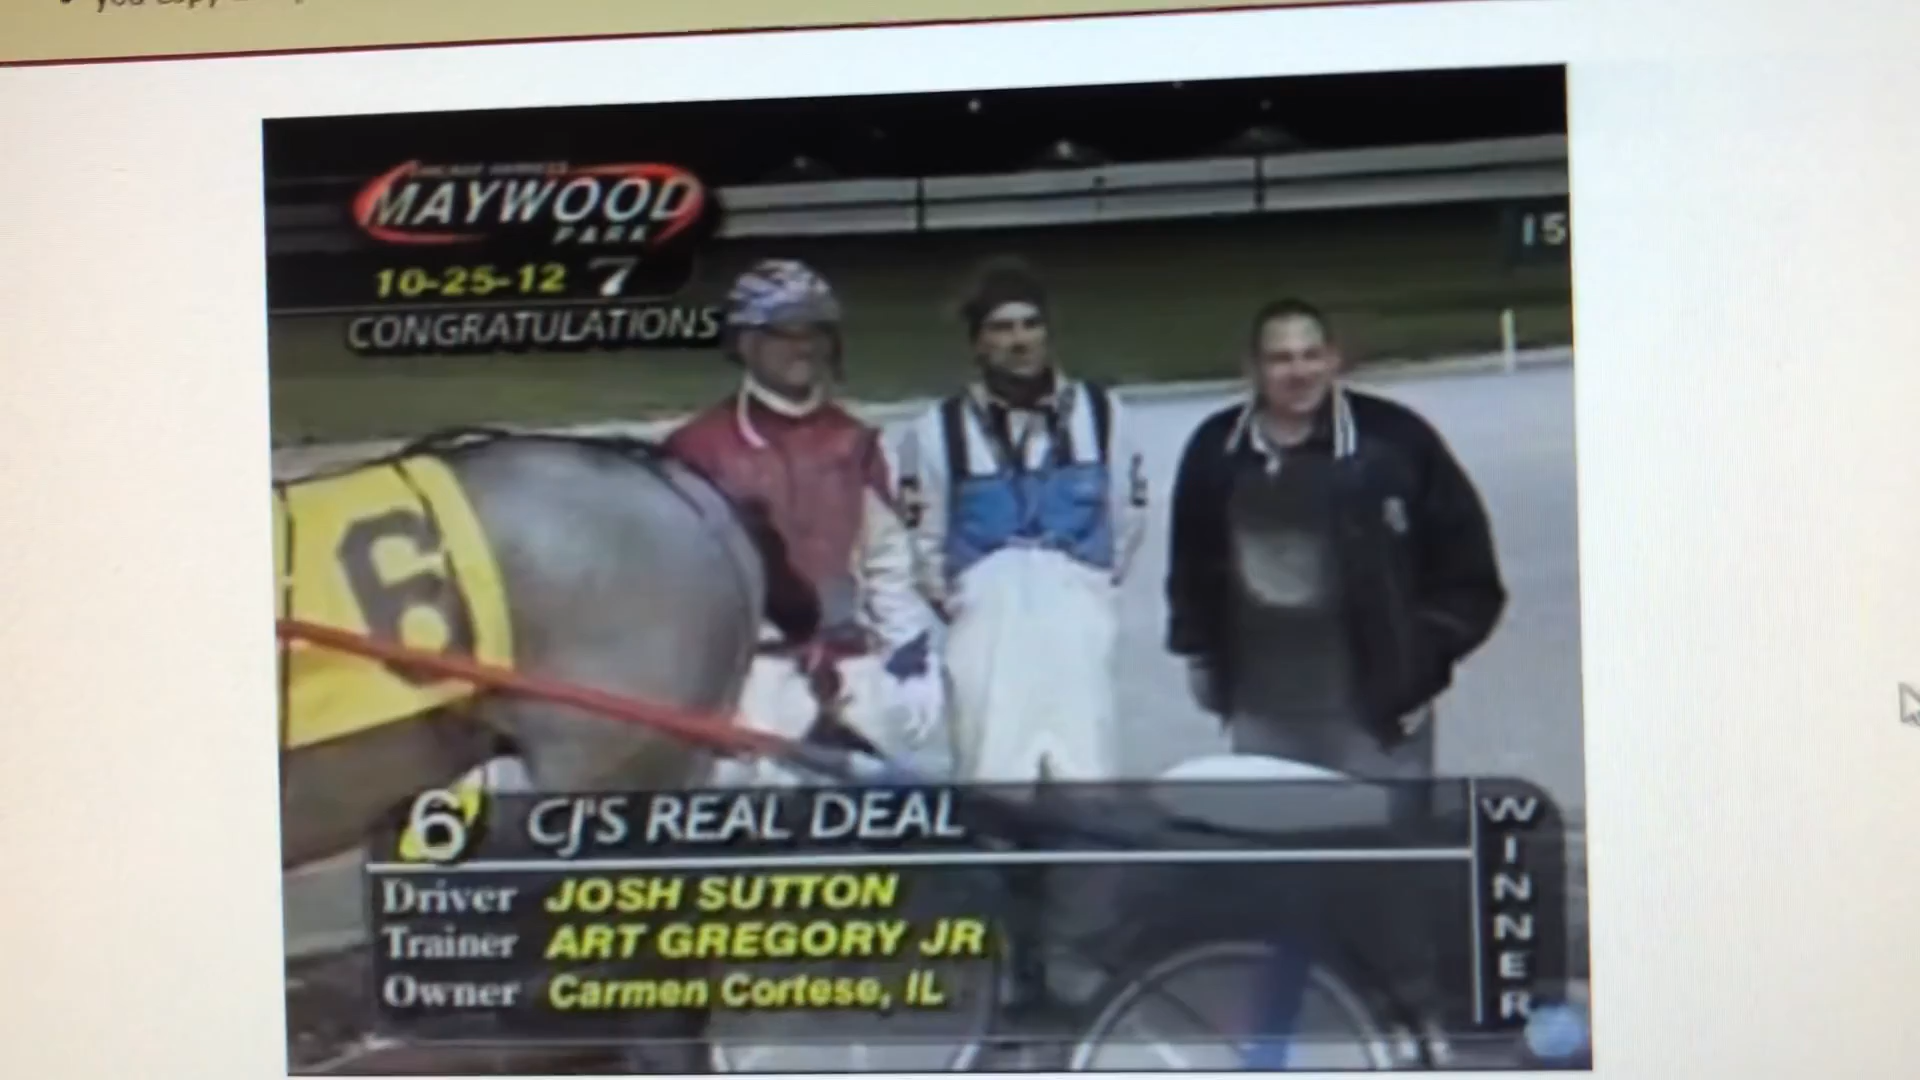 MAYWOOD
PARK
10-25-12 7
CONGRATULATIONS
15
6
6 CJ'S REAL DEAL
Driver JOSH SUTTON
Trainer ART GREGORY JR
Owner Carmen Cortese, IL
WINNER